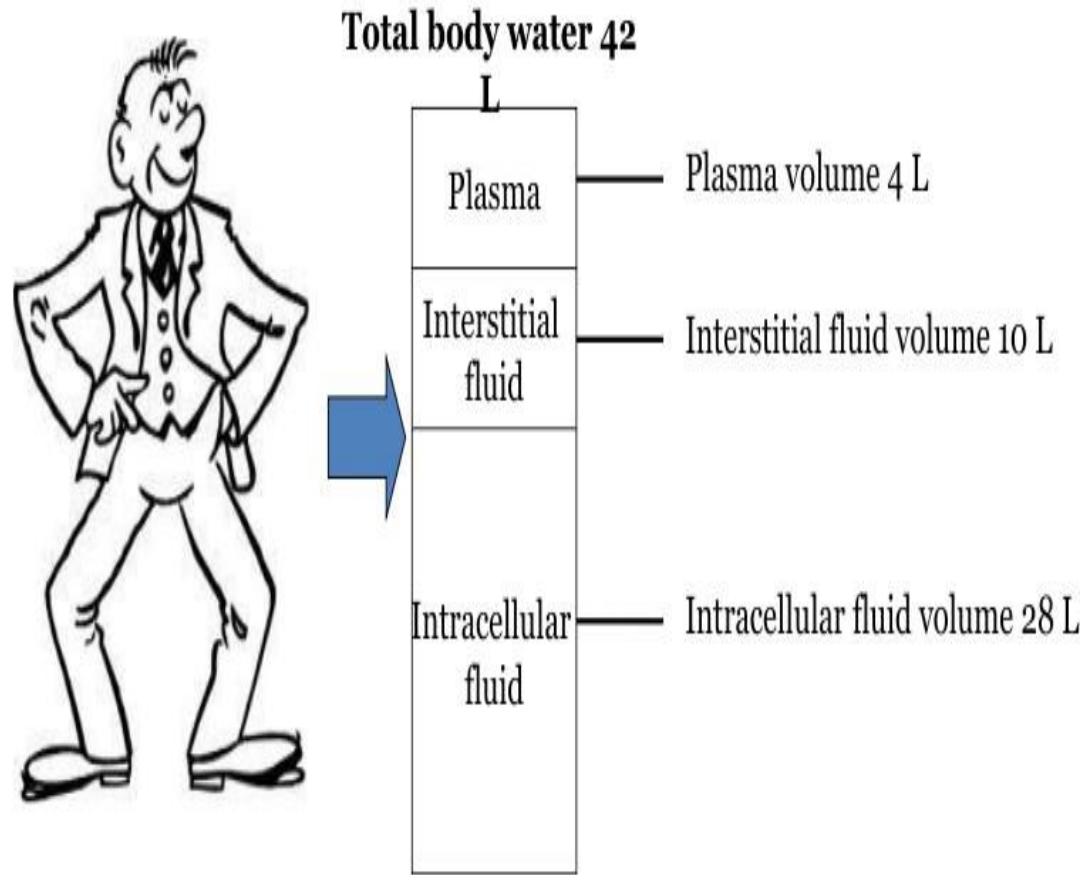 Total body water 42
L
Plasma
Plasma volume 4 L
Interstitial
fluid
Interstitial fluid volume 10 L
Intracellular
fluid
Intracellular fluid volume 28 L